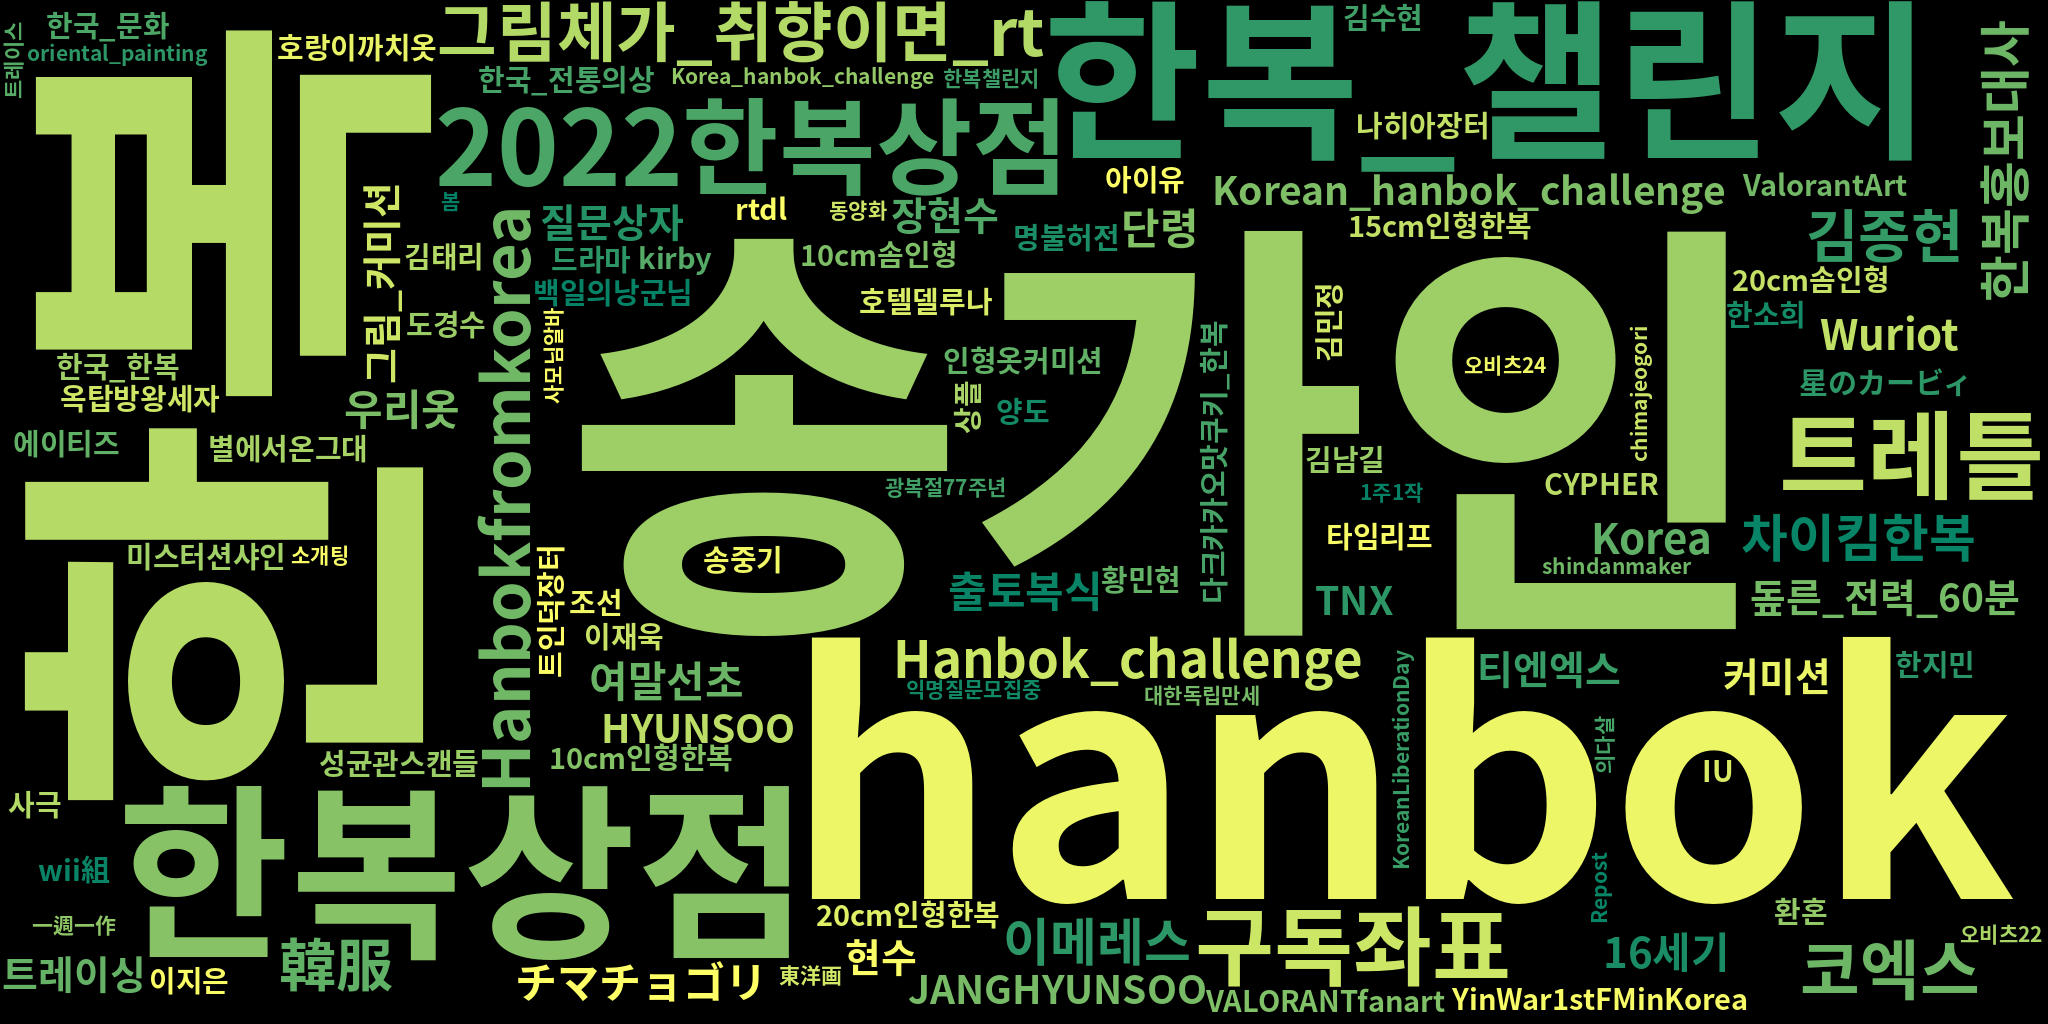 한국_문화
oriental_painting
트레이스
호랑이까치옷
그림체가_취향이면_rt
한국_전통의상
Korea_hanbok_challenge
한복챌린지
한복_챌린지
김수현
나히아장터
한복홍보대사
페
2022한복상점
아이유
Korean_hanbok_challenge
ValorantArt
봄
질문상자
rtdl
동양화
장현수
단령
명불허전
15cm인형한복
김종현
그림_커미션
김태리
드라마
kirby
10cm솜인형
20cm솜인형
백일의낭군님
호텔델루나
한소희
도경수
Hanbokfromkorea
사모님알바
송가인
김민정
Wuriot
한국_한복
옥탑방왕세자
우리옷
인형옷커미션
다크카카오맛쿠키_한복
오비츠24
chimajeogori
星のカービィ
상플
양도
트레틀
에이티즈
별에서온그대
김남길
CYPHER
광복절77주년
1주1작
한
미스터션샤인
소개팅
송중기
타임리프
Korea
차이킴한복
shindanmaker
트인덕장터
조선
출토복식
황민현
TNX
돞른_전력_60분
이재욱
Hanbok_challenge
여말선초
익명질문모집중
대한독립만세
KoreanLiberationDay
티엔엑스
커미션
한지민
HYUNSOO
hanbok
의다살
IU
성균관스캔들
10cm인형한복
사극
한복상점
wii組
Repost
一週一作
韓服
20cm인형한복
현수
이메레스
구독좌표
환혼
16세기
코엑스
오비츠22
트레이싱
이지은
チマチョゴリ
東洋画
JANGHYUNSOO
VALORANTfanart
YinWar1stFMinKorea